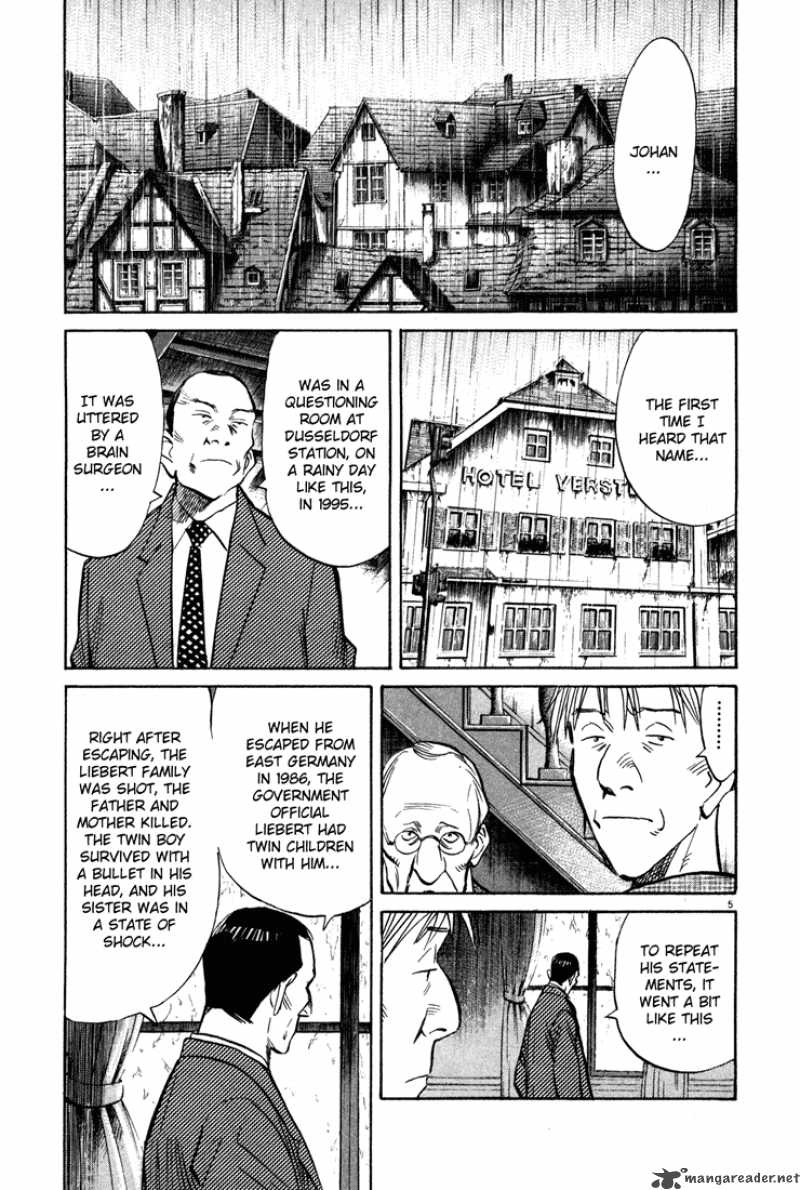 JOHAN
...
THE FIRST
TIME I
HEARD THAT
NAME...
HOTEL VERSTE
WAS IN A
QUESTIONING
ROOM AT
DUSSELDORF
STATION, ON
A RAINY DAY
LIKE THIS,
IN 1995...
IT WAS
UTTERED
BY A
BRAIN
SURGEON
...
.........
5
TO REPEAT
HIS STATE-
MENTS, IT
WENT A BIT
LIKE THIS
...
WHEN HE
ESCAPED FROM
EAST GERMANY
IN 1986, THE
GOVERNMENT
OFFICIAL
LIEBERT HAD
TWIN CHILDREN
WITH HIM...
RIGHT AFTER
ESCAPING, THE
LIEBERT FAMILY
WAS SHOT, THE
FATHER AND
MOTHER KILLED.
THE TWIN BOY
SURVIVED WITH
A BULLET IN HIS
HEAD, AND HIS
SISTER WAS IN
A STATE OF
SHOCK...
mangareader.net